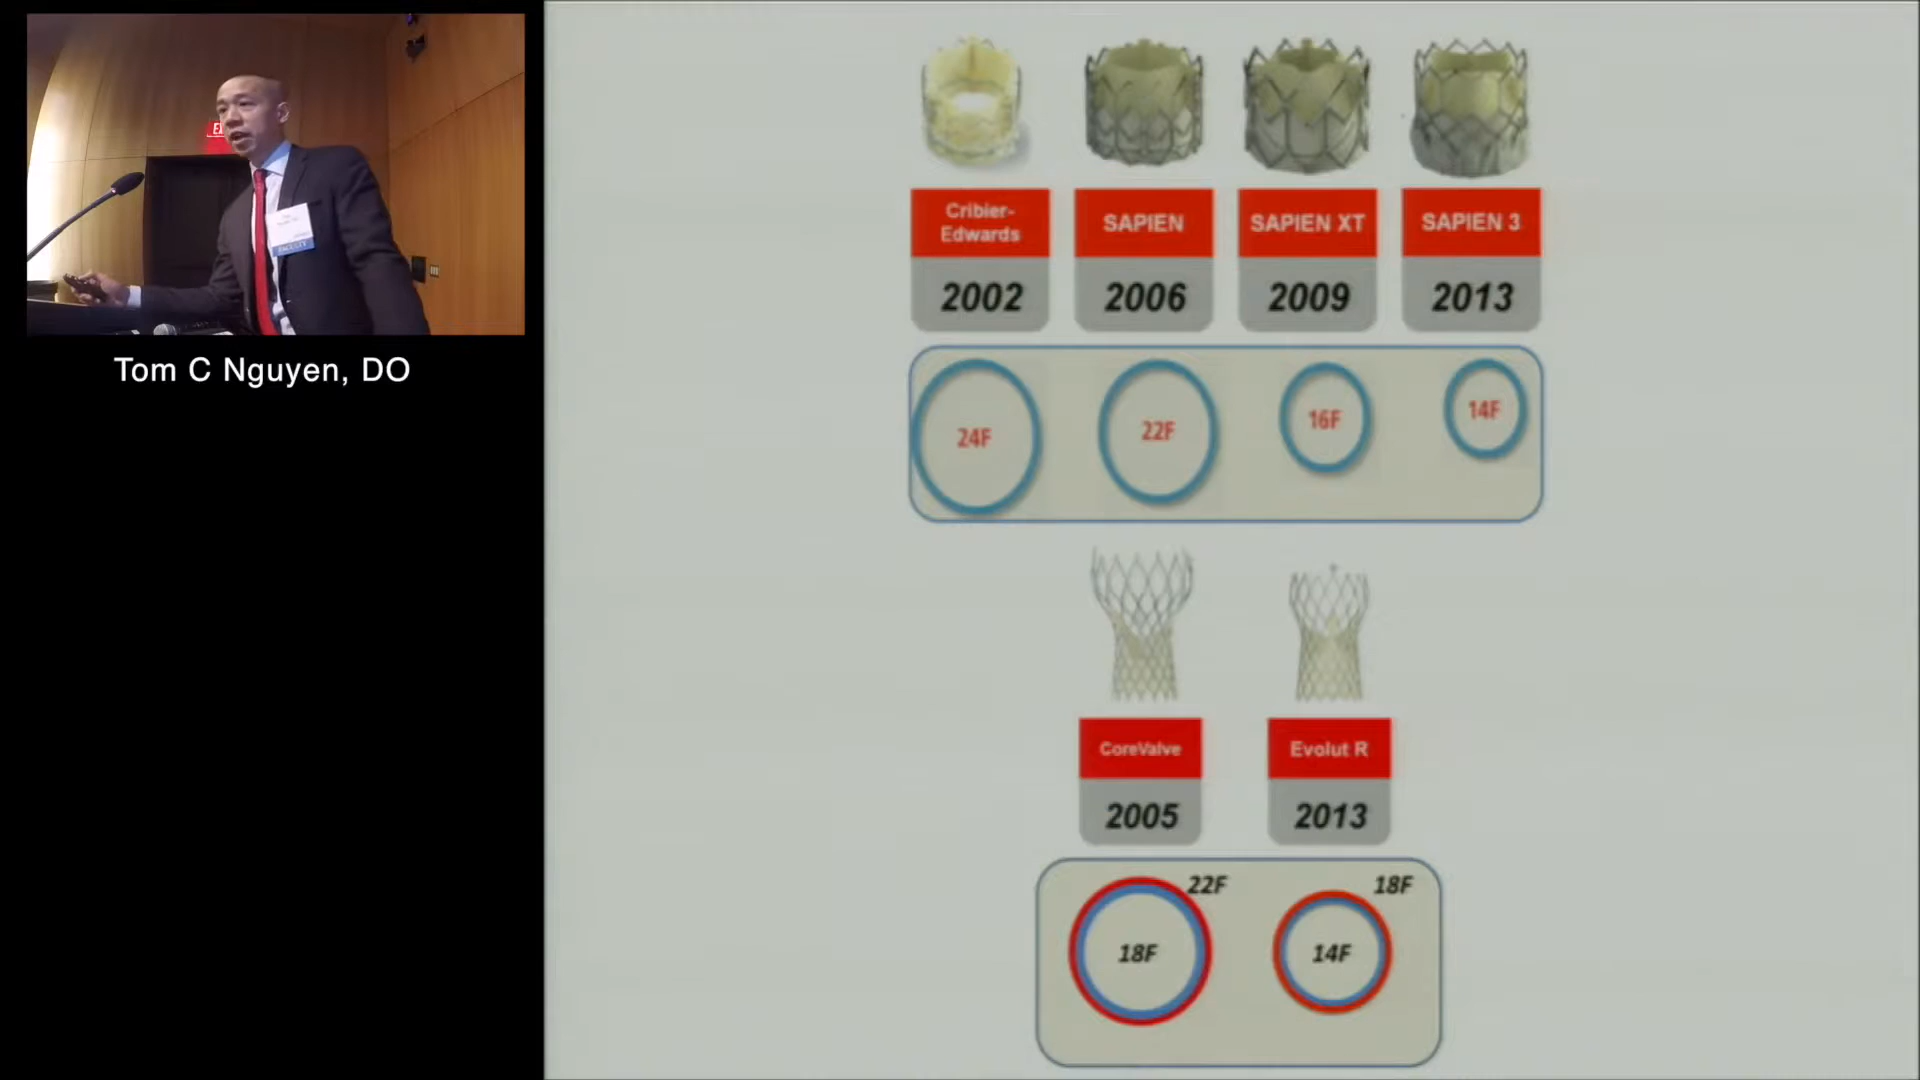 Tom C Nguyen, DO
FACULTY
Cribier-
Edwards
SAPIEN
SAPIEN XT
SAPIEN 3
2002
2006
2009
2013
24F
22F
16F
14F
CoreValve
Evolut R
2005
2013
22F
18F
18F
14F